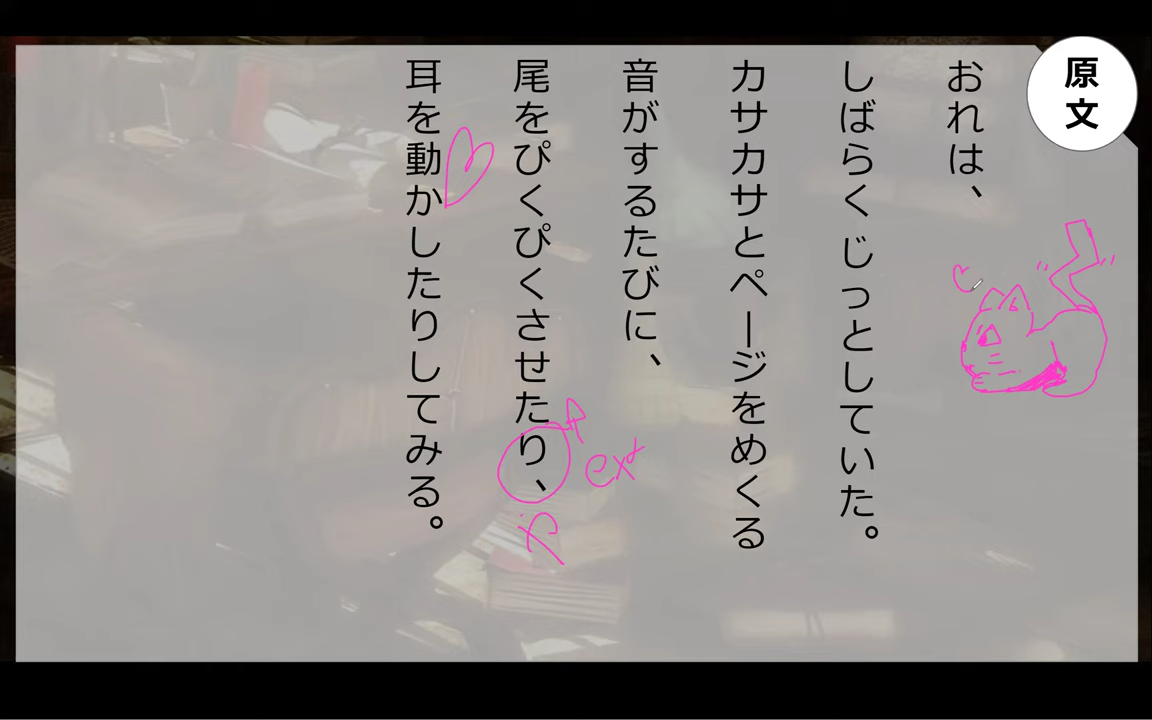 原文
おれは、
しばらくじっとしていた。
カサカサとページをめくる
音がするたびに、
尾をぴくぴくさせたり、
耳を動かしたりしてみる。
ex
や